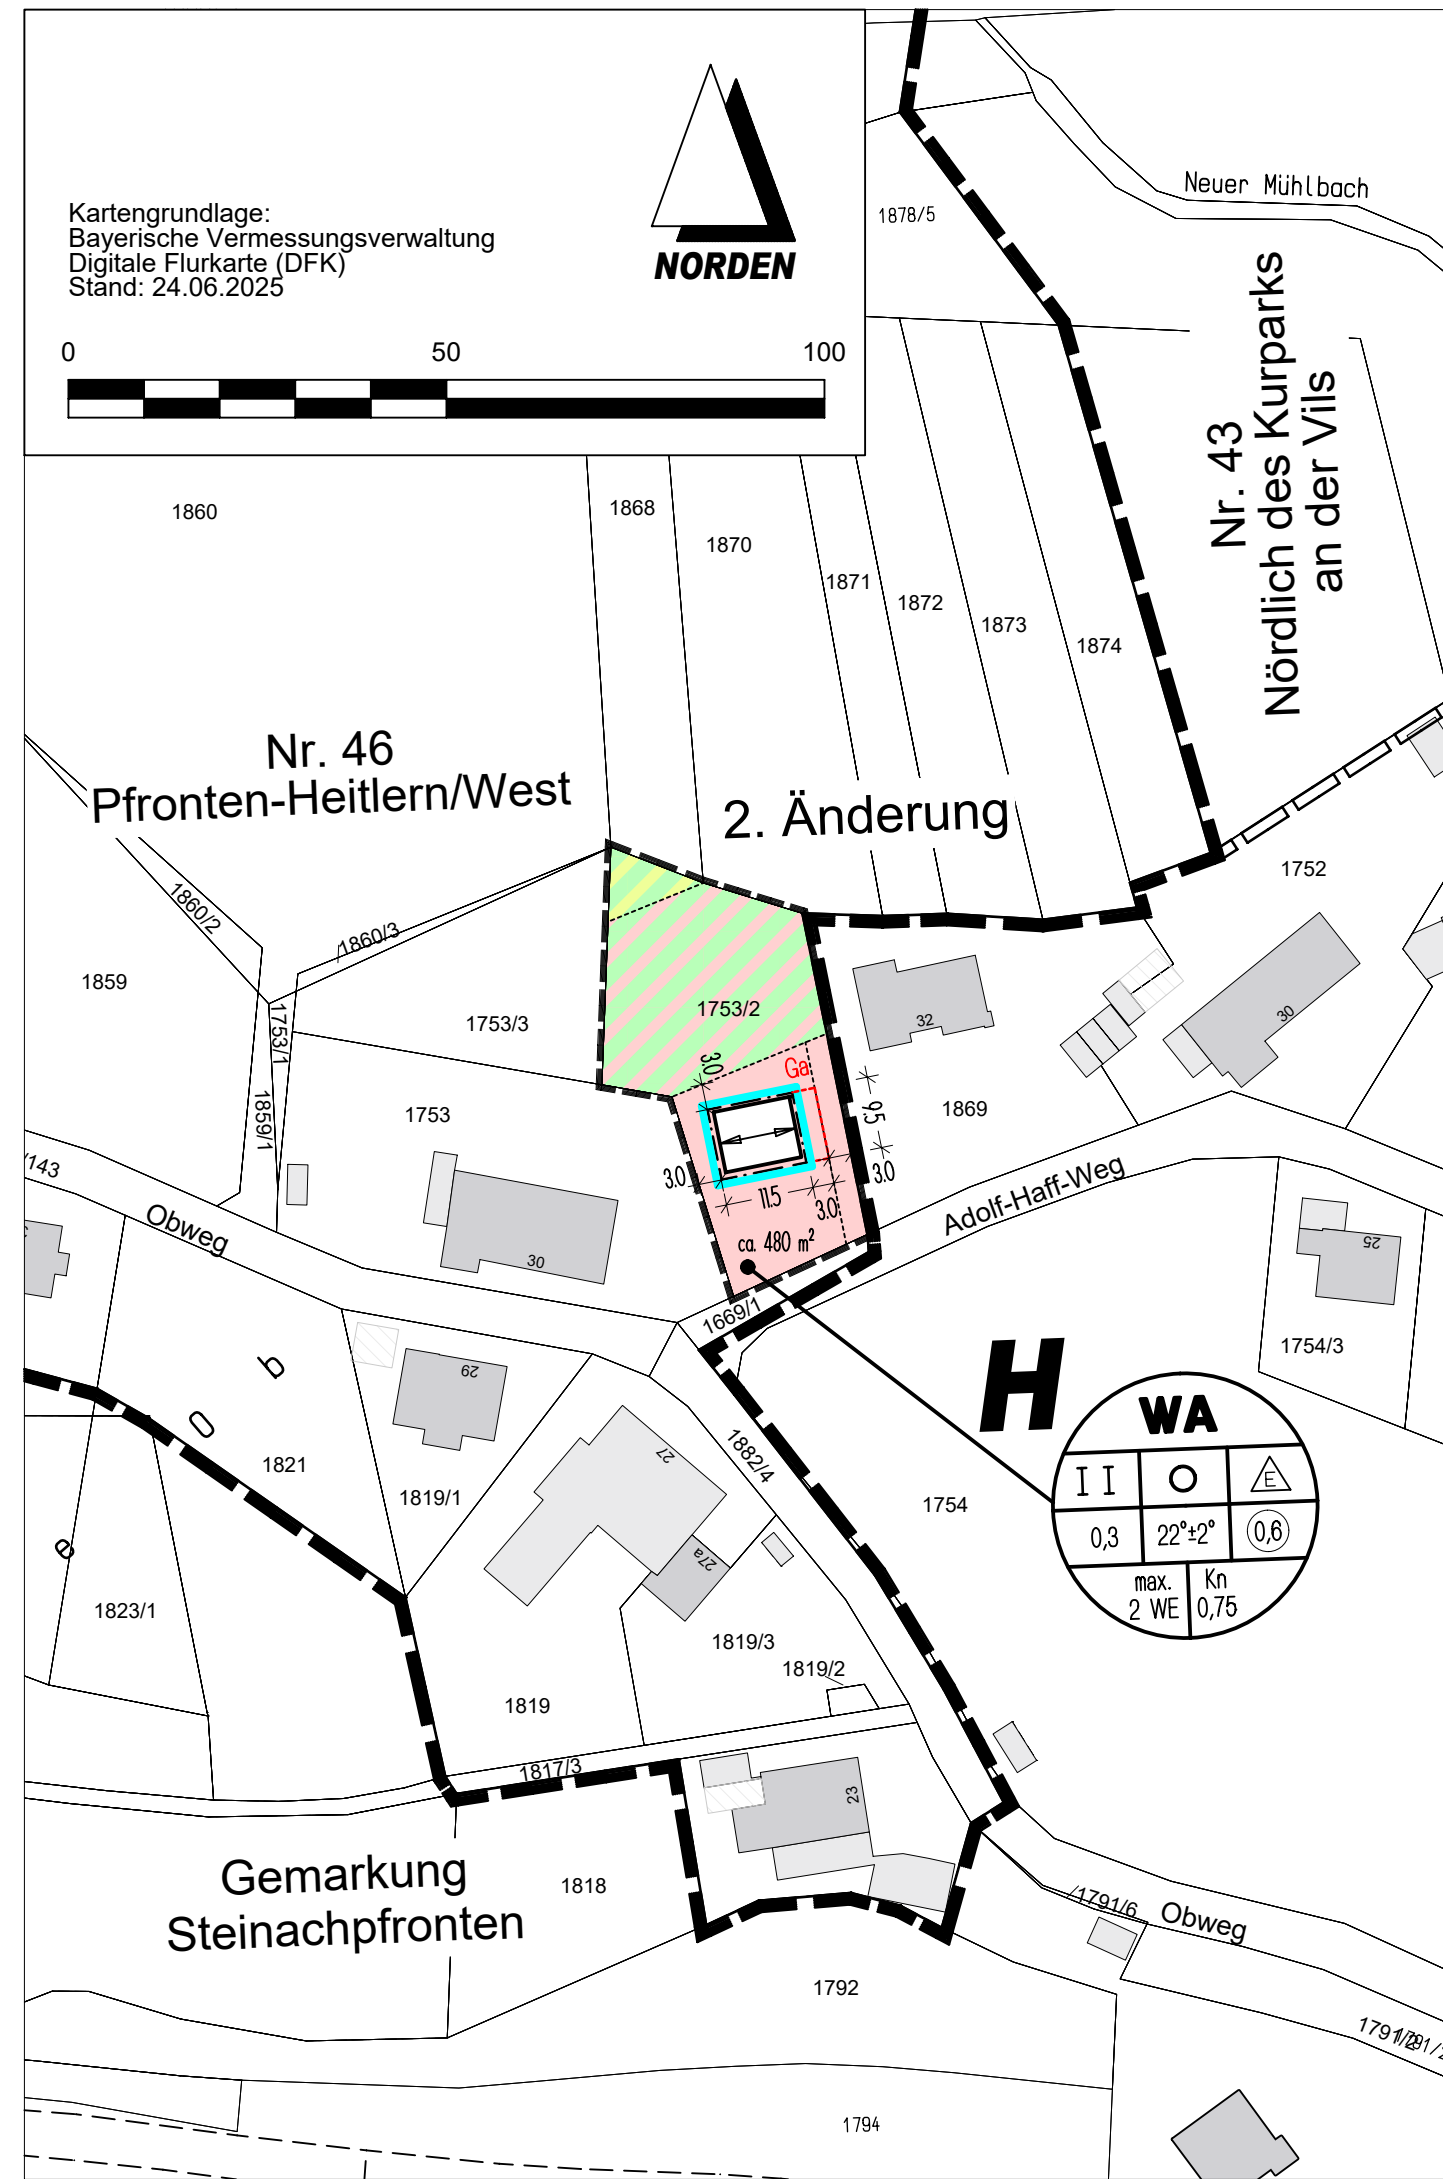 Kartengrundlage:
Bayerische Vermessungsverwaltung
Digitale Flurkarte (DFK)
Stand: 24.06.2025
NORDEN
0 50 100
Neuer Mühlbach
1878/5
Nr. 43
Nördlich des Kurparks
an der Vils
1860
1868
1870
1871
1872
1873
1874
Nr. 46
Pfronten-Heitlern/West
2. Änderung
1752
1860/2
1860/3
1859
1753/1
1753/3
1753/2
32
30
1859/1
1753
3.0
Ga
9.5
1869
/143
Obweg
30
3.0
11.5
3.0
3.0
ca. 480 m²
Adolf-Haff-Weg
25
1669/1
1754/3
H
WA
II
E
0,3
22°±2°
0,6
max.
2 WE
Kn
0,75
29
27
27a
1882/4
1754
b
o
e
1821
1819/1
1823/1
1819/3
1819/2
1819
1817/3
23
Gemarkung
Steinachpfronten
1818
1791/6
Obweg
1792
1791/2
1794